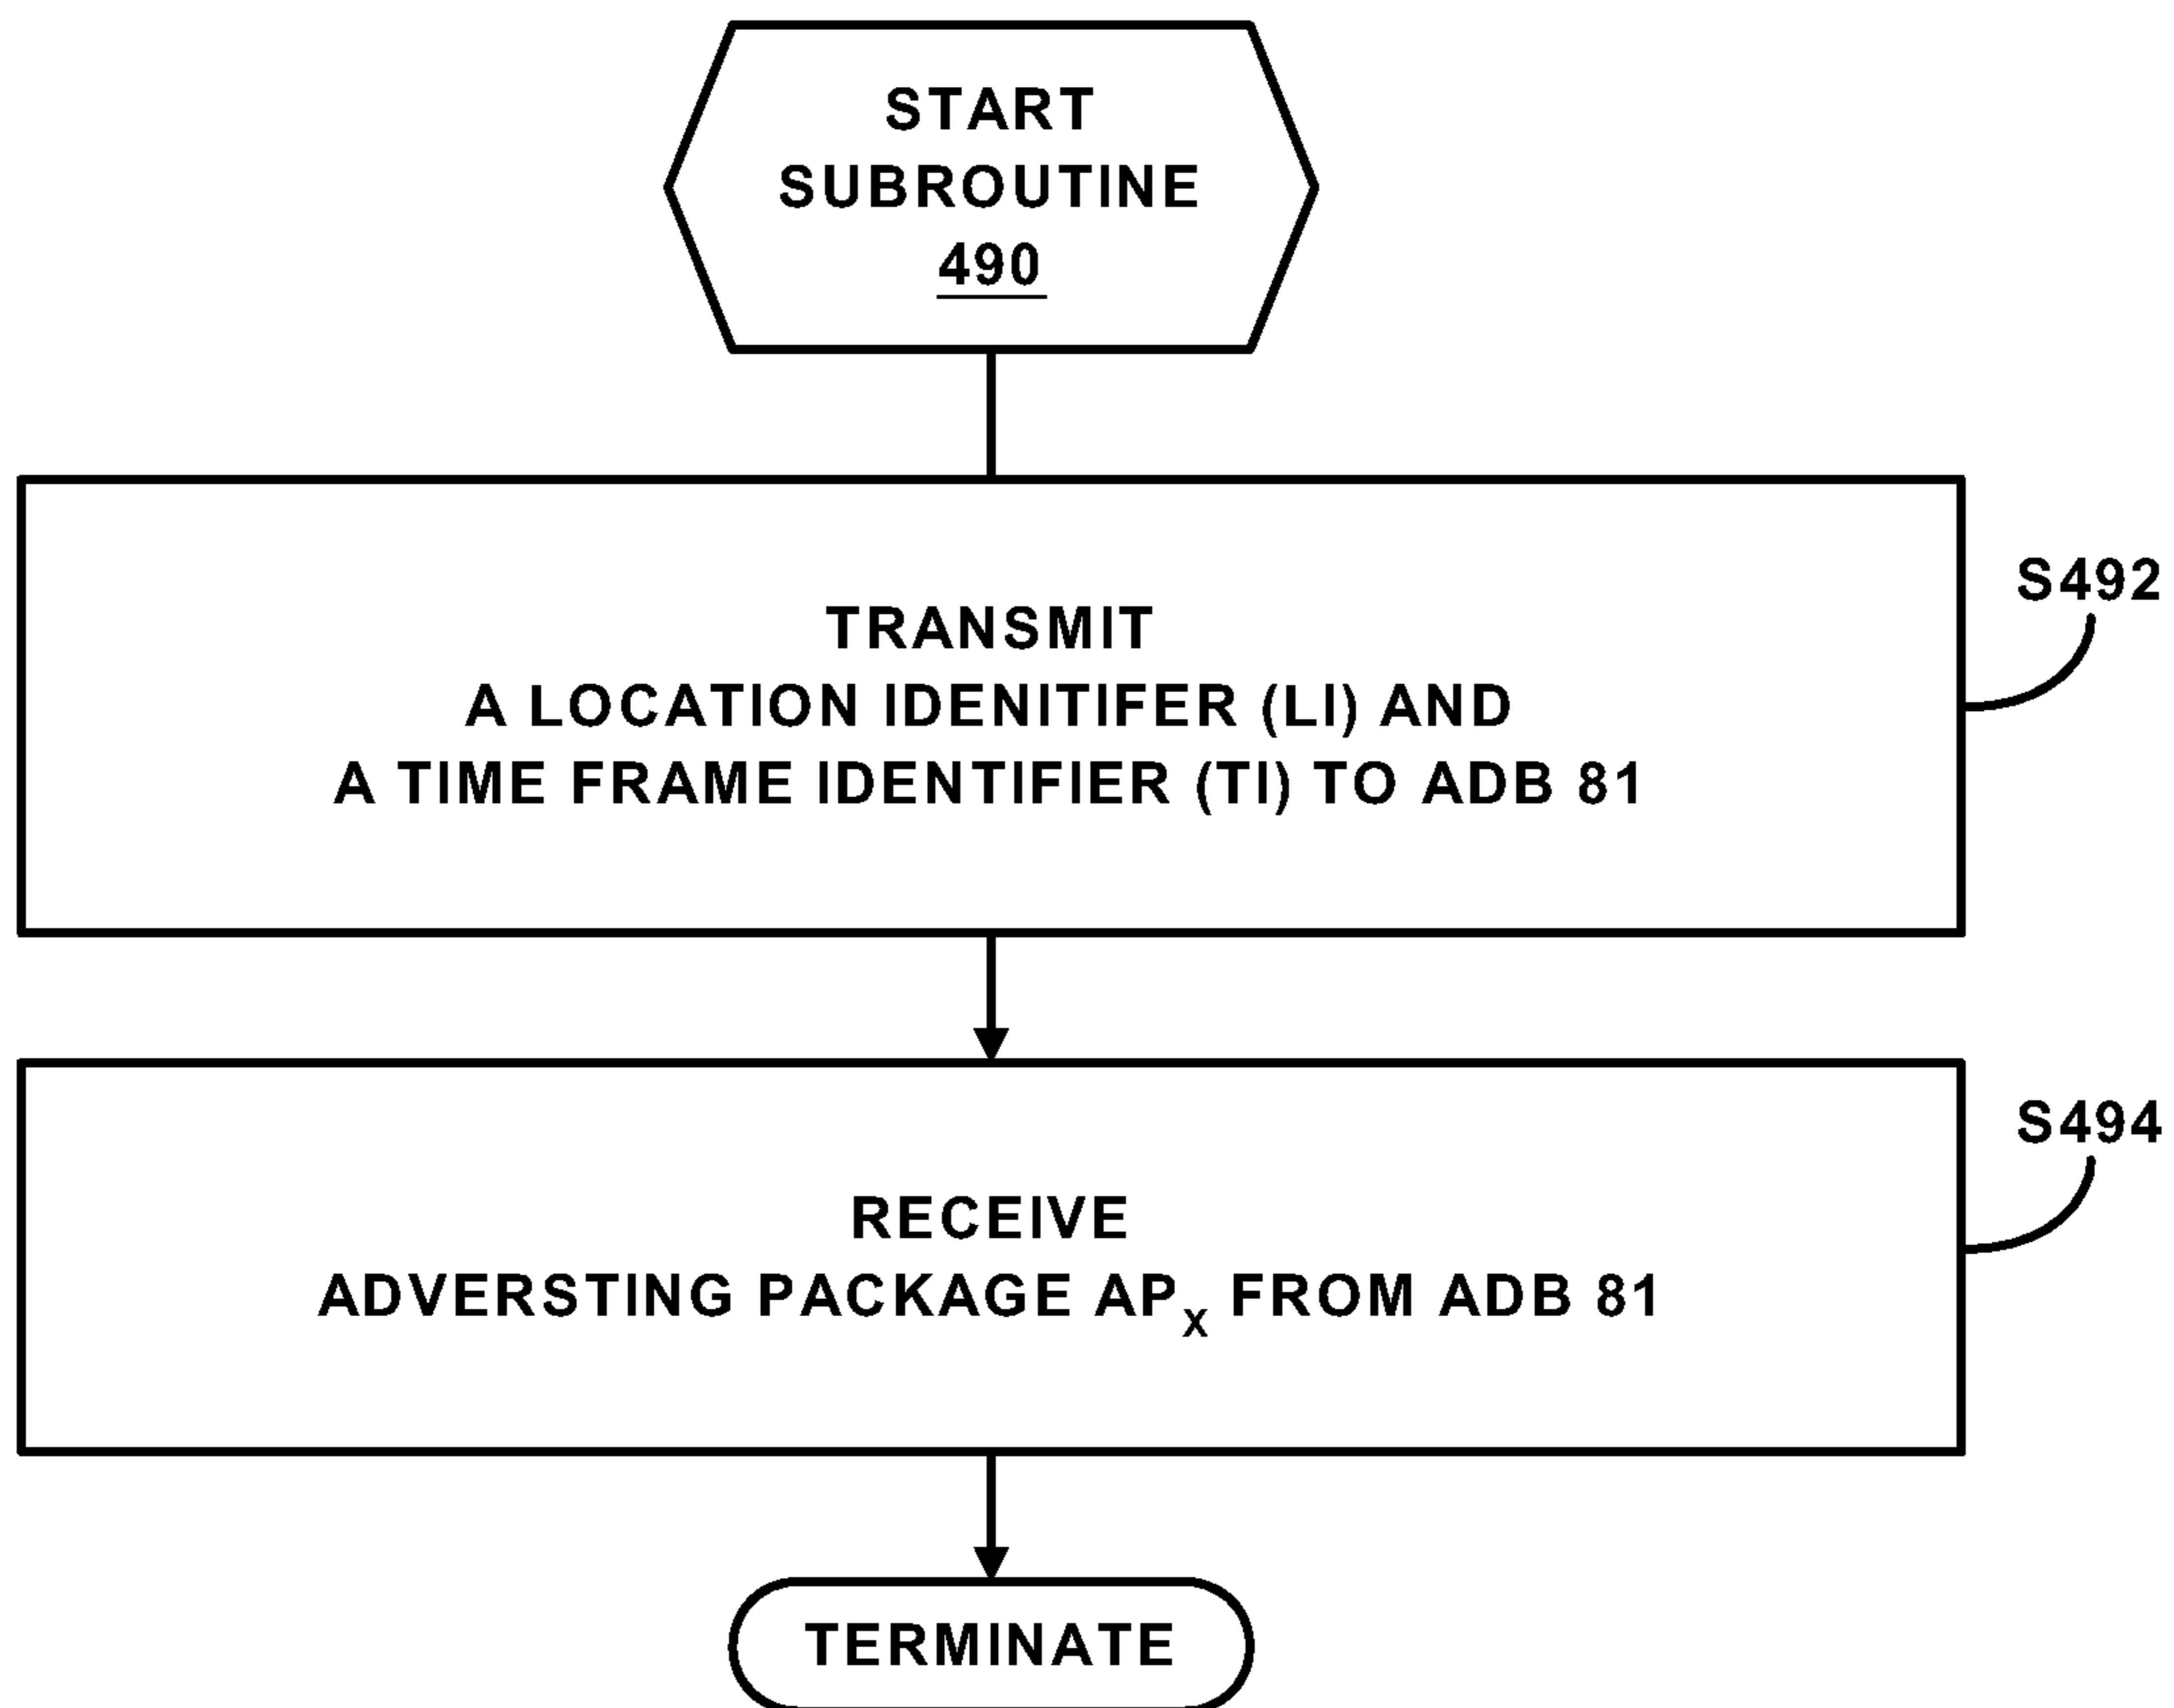 START
SUBROUTINE
490
TRANSMIT
A LOCATION IDENITIFER (LI) AND
A TIME FRAME IDENTIFIER (TI) TO ADB 81
S492
RECEIVE
ADVERSTING PACKAGE APX FROM ADB 81
S494
TERMINATE